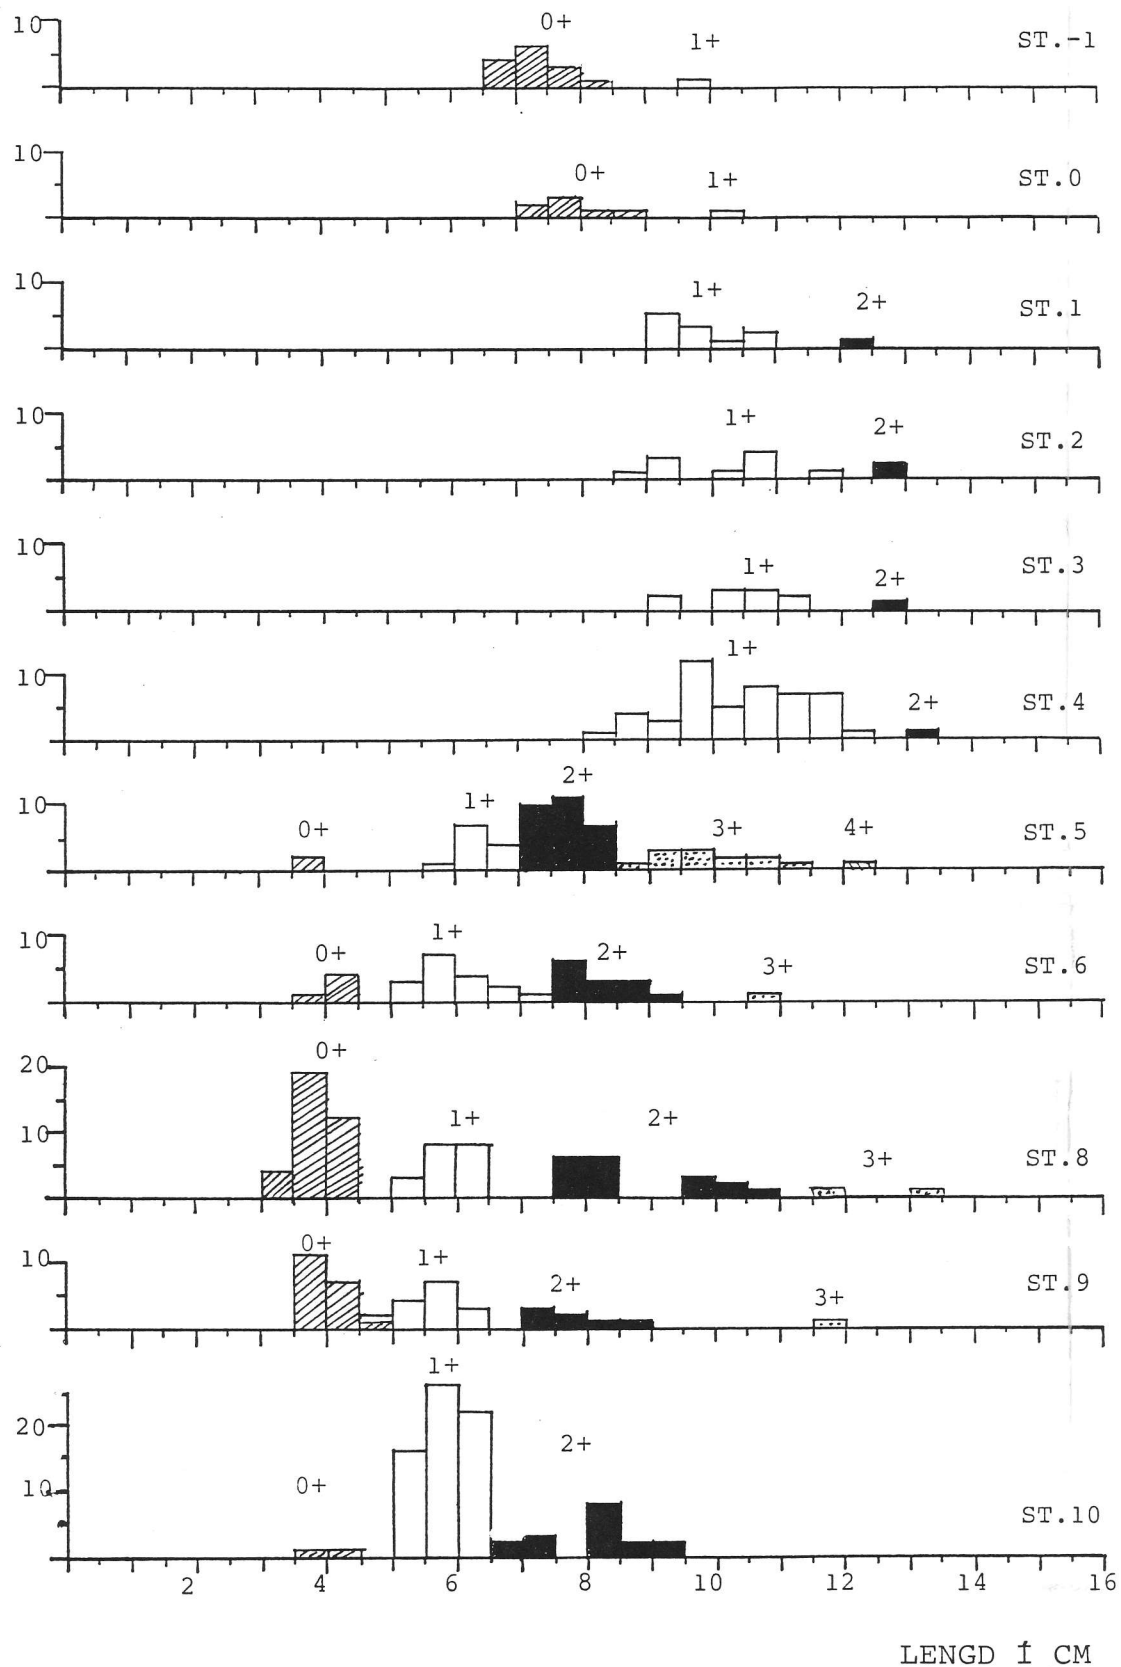 10 0+ 1+ ST.-1
10 0+ 1+ ST.0
10 1+ 2+ ST.1
10 1+ 2+ ST.2
10 1+ 2+ ST.3
10 1+ 2+ ST.4
10 0+ 1+ 2+ 3+ 4+ ST.5
10 0+ 1+ 2+ 3+ ST.6
20 0+
10 1+ 2+ 3+ ST.8
10 0+ 1+ 2+ 3+ ST.9
1+
20 2+
10 0+ ST.10
2 4 6 8 10 12 14 16
LENGD Í CM